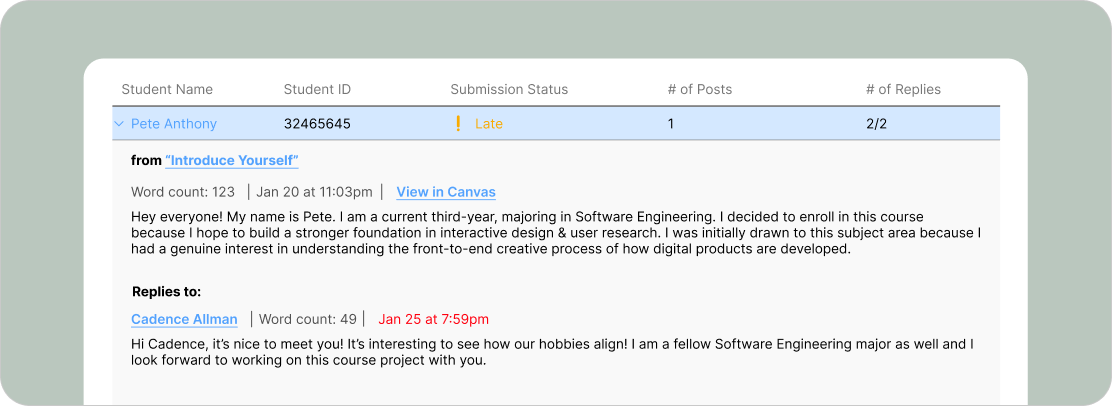 Student Name Student ID Submission Status # of Posts # of Replies
Pete Anthony 32465645 ! Late 1 2/2
from “Introduce Yourself”
Word count: 123 | Jan 20 at 11:03pm | View in Canvas
Hey everyone! My name is Pete. I am a current third-year, majoring in Software Engineering. I decided to enroll in this course
because I hope to build a stronger foundation in interactive design & user research. I was initially drawn to this subject area because I
had a genuine interest in understanding the front-to-end creative process of how digital products are developed.
Replies to:
Cadence Allman | Word count: 49 | Jan 25 at 7:59pm
Hi Cadence, it’s nice to meet you! It’s interesting to see how our hobbies align! I am a fellow Software Engineering major as well and I
look forward to working on this course project with you.